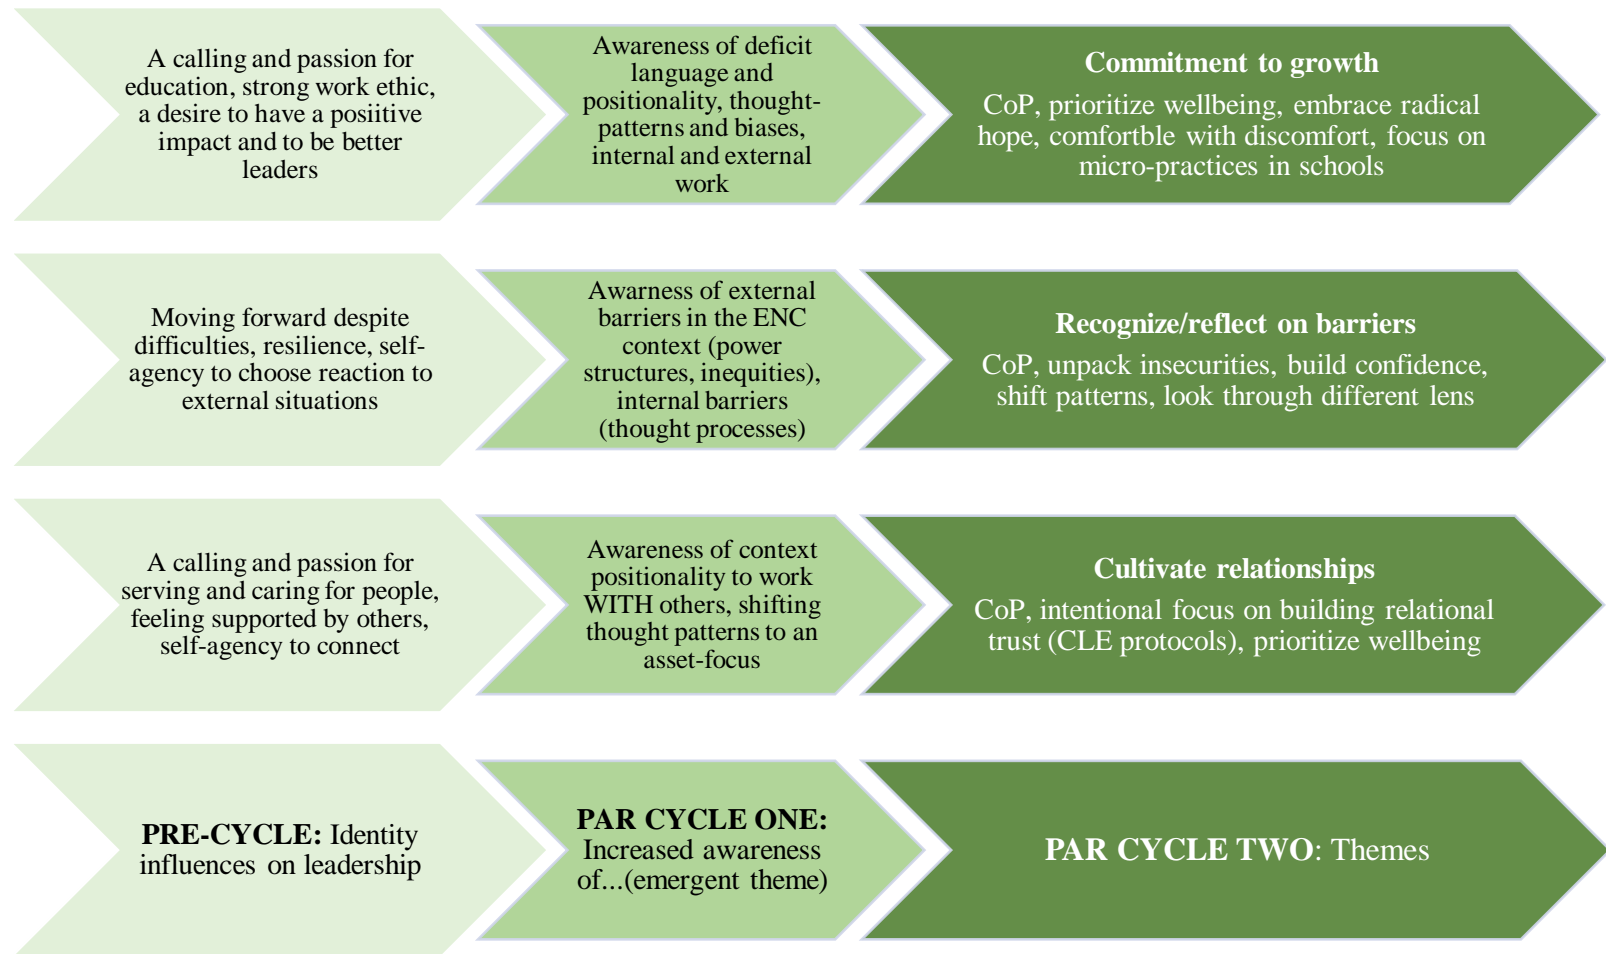 A calling and passion for
education, strong work ethic,
a desire to have a posiitive
impact and to be better
leaders
Awareness of deficit
language and
positionality, thought-
patterns and biases,
internal and external
work
Commitment to growth
CoP, prioritize wellbeing, embrace radical
hope, comfortble with discomfort, focus on
micro-practices in schools
Moving forward despite
difficulties, resilience, self-
agency to choose reaction to
external situations
Awarness of external
barriers in the ENC
context (power
structures, inequities),
internal barriers
(thought processes)
Recognize/reflect on barriers
CoP, unpack insecurities, build confidence,
shift patterns, look through different lens
A calling and passion for
serving and caring for people,
feeling supported by others,
self-agency to connect
Awareness of context
positionality to work
WITH others, shifting
thought patterns to an
asset-focus
Cultivate relationships
CoP, intentional focus on building relational
trust (CLE protocols), prioritize wellbeing
PRE-CYCLE: Identity
influences on leadership
PAR CYCLE ONE:
Increased awareness
of...(emergent theme)
PAR CYCLE TWO: Themes